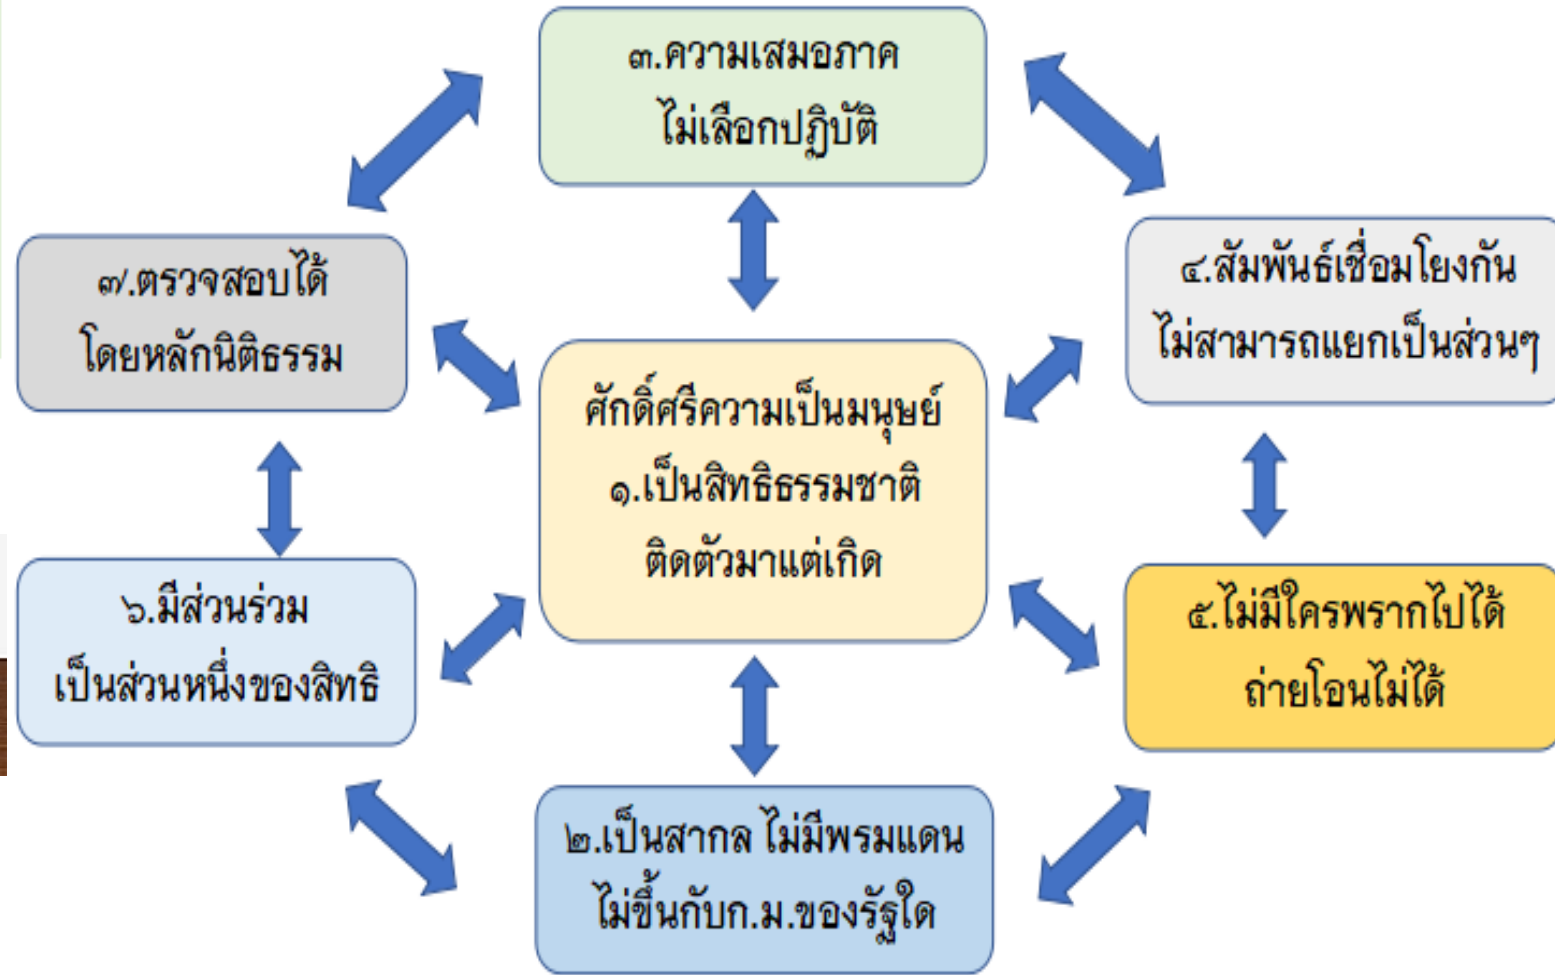 ๓.ความเสมอภาค
ไม่เลือกปฏิบัติ
๗.ตรวจสอบได้
โดยหลักนิติธรรม
๔.สัมพันธ์เชื่อมโยงกัน
ไม่สามารถแยกเป็นส่วนๆ
ศักดิ์ศรีความเป็นมนุษย์
๑.เป็นสิทธิธรรมชาติ
ติดตัวมาแต่เกิด
๖.มีส่วนร่วม
เป็นส่วนหนึ่งของสิทธิ
๕.ไม่มีใครพรากไปได้
ถ่ายโอนไม่ได้
๒.เป็นสากล ไม่มีพรมแดน
ไม่ขึ้นกับก.ม.ของรัฐใด